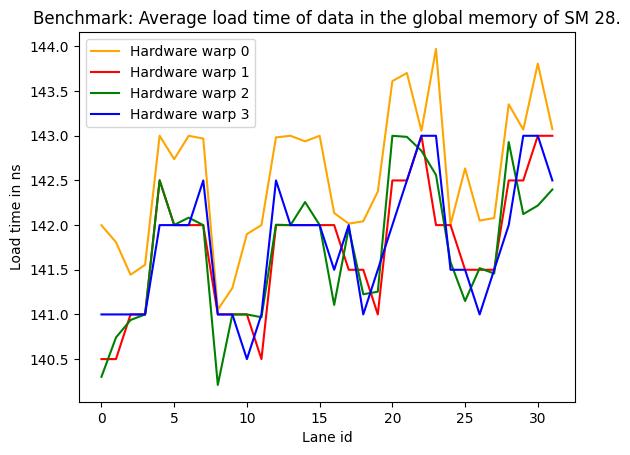 Benchmark: Average load time of data in the global memory of SM 28.
Hardware warp 0
Hardware warp 1
Hardware warp 2
Hardware warp 3
Load time in ns
144.0
143.5
143.0
142.5
142.0
141.5
141.0
140.5
0 5 10 15 20 25 30
Lane id